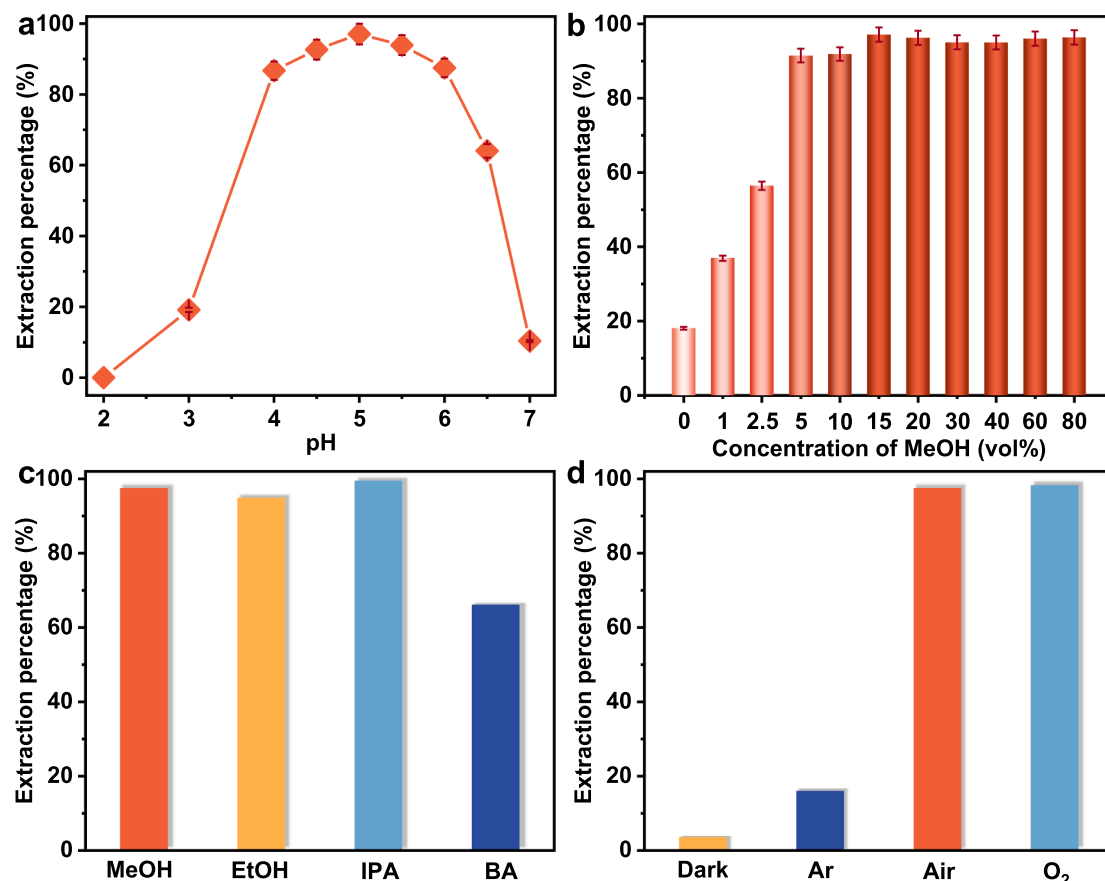 a
100
80
60
40
20
0
Extraction percentage (%)
2 3 4 5 6 7
pH
b
100
80
60
40
20
0
Extraction percentage (%)
0 1 2.5 5 10 15 20 30 40 60 80
Concentration of MeOH (vol%)
c
100
80
60
40
20
0
Extraction percentage (%)
MeOH EtOH IPA BA
d
100
80
60
40
20
0
Extraction percentage (%)
Dark Ar Air O₂